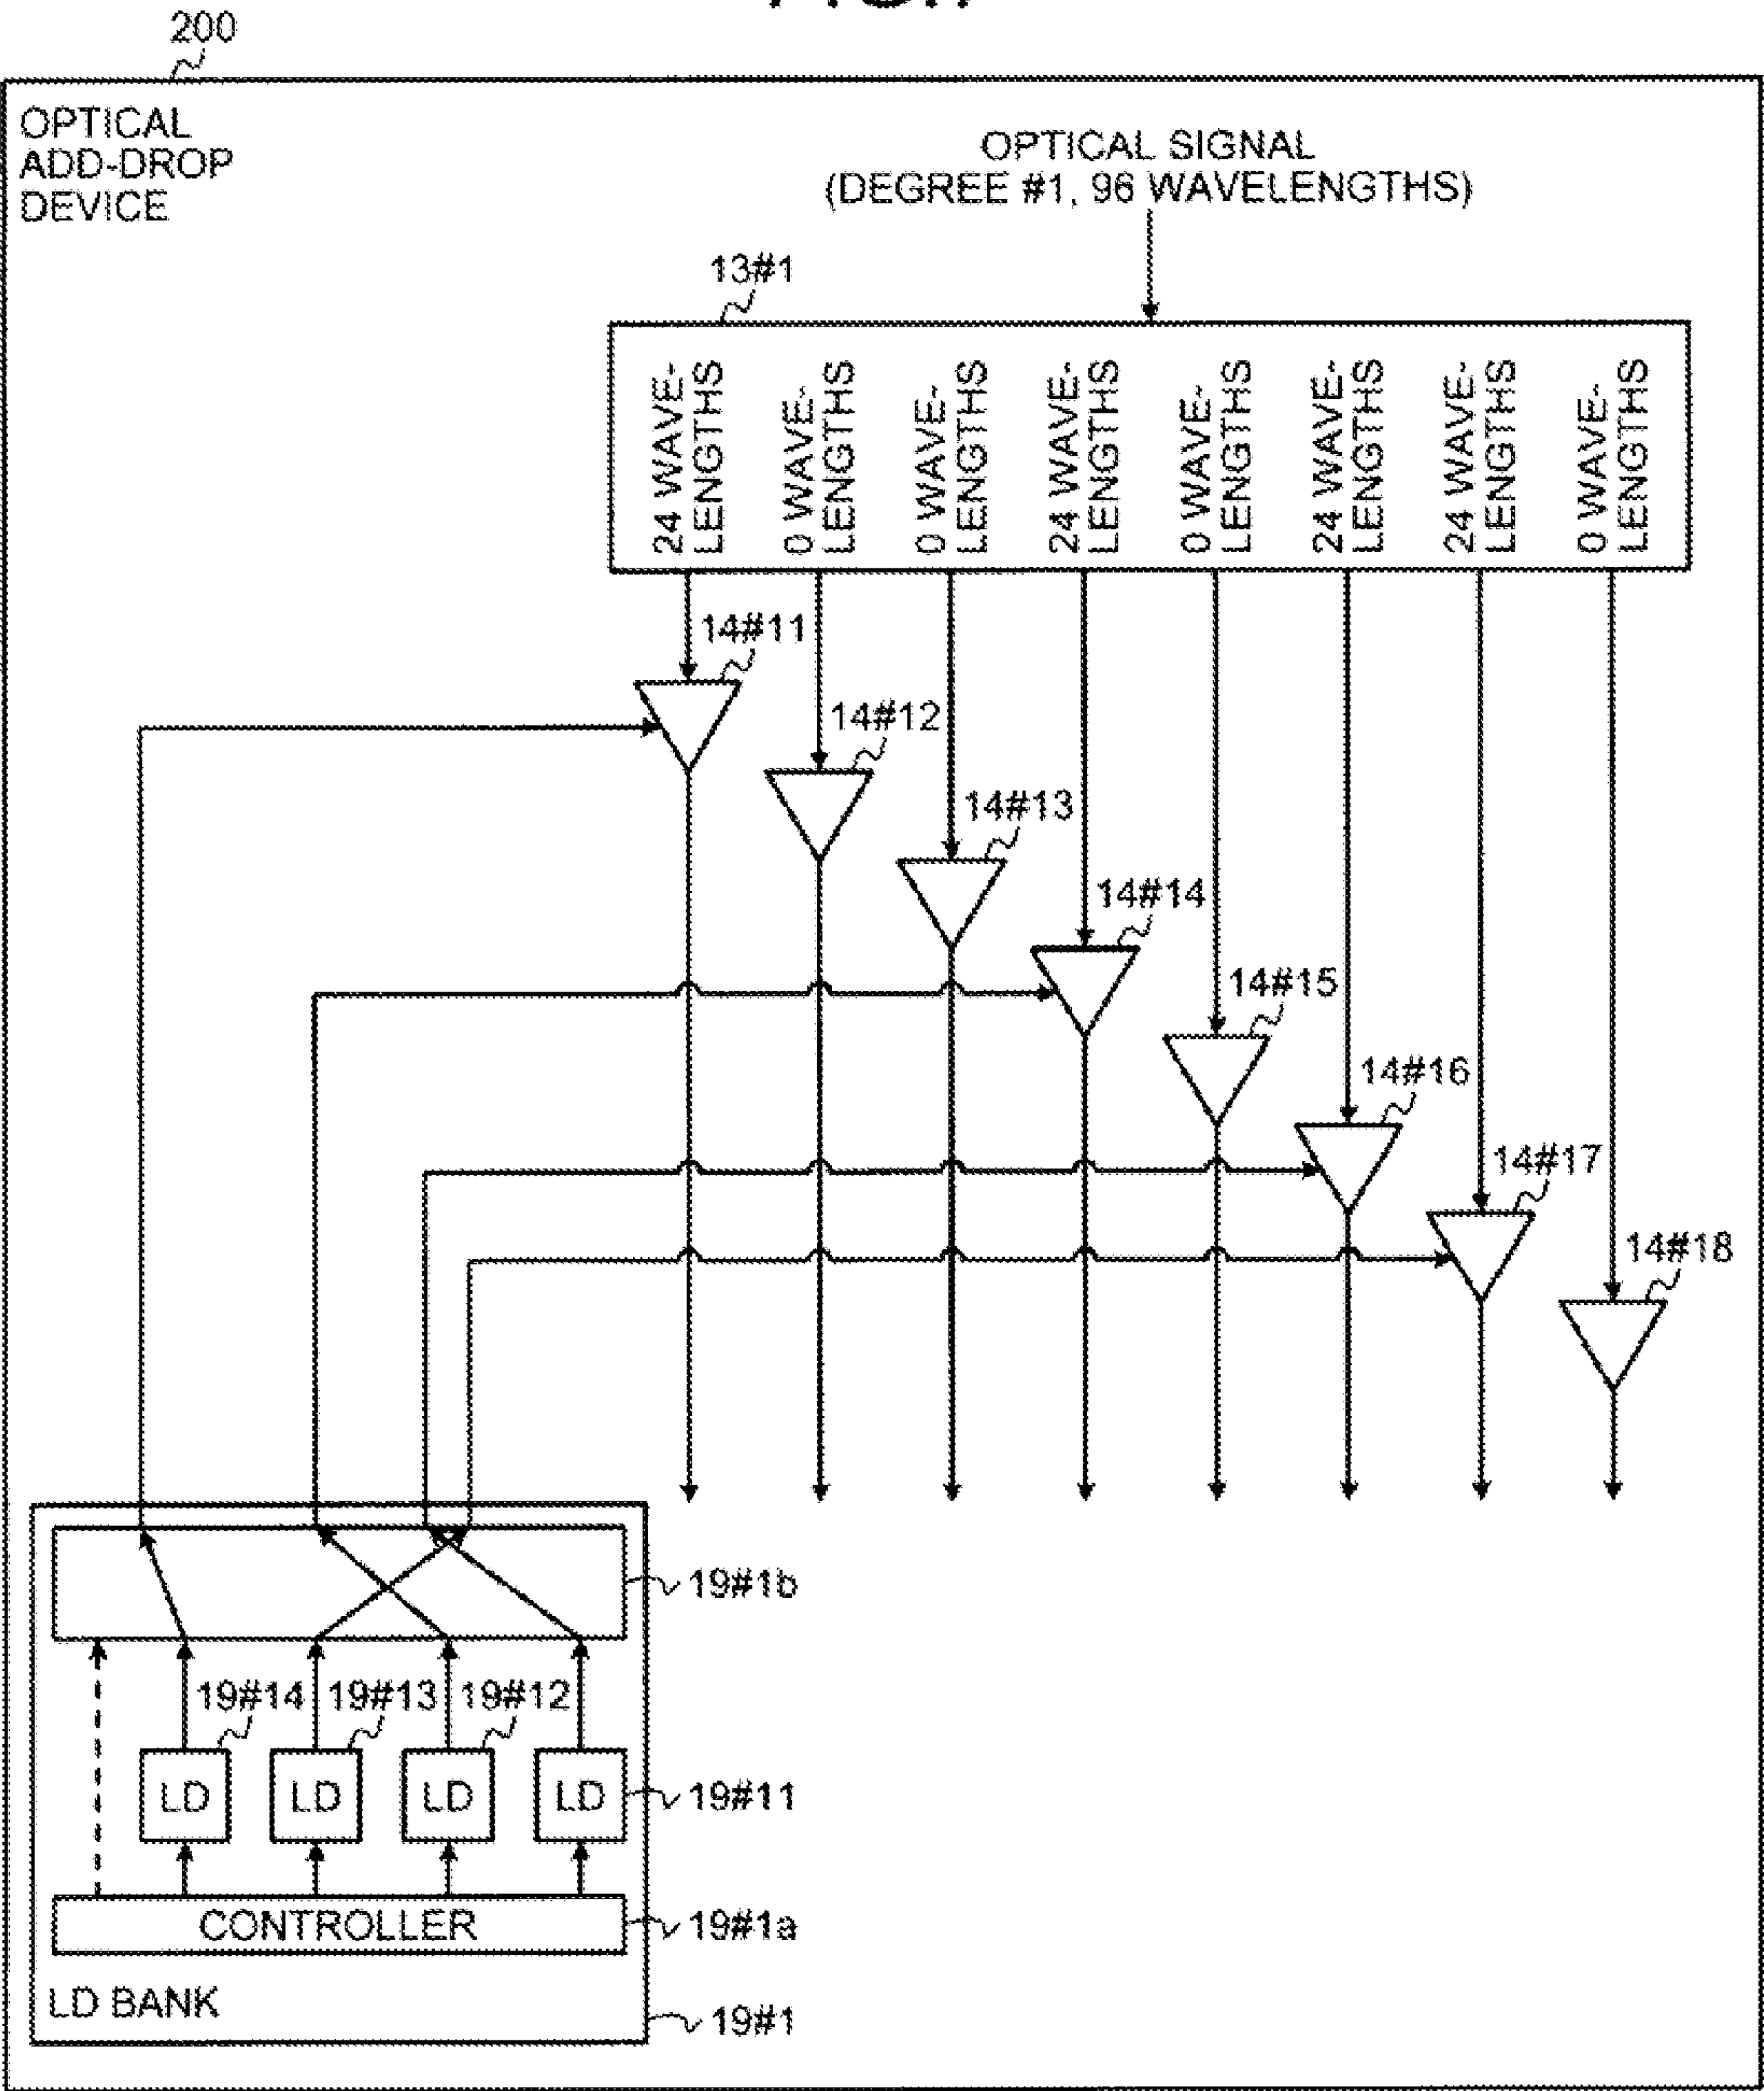 200
OPTICAL
ADD-DROP
DEVICE
OPTICAL SIGNAL
(DEGREE #1, 96 WAVELENGTHS)
13#1
24 WAVE-
LENGTHS
0 WAVE-
LENGTHS
0 WAVE-
LENGTHS
24 WAVE-
LENGTHS
0 WAVE-
LENGTHS
24 WAVE-
LENGTHS
24 WAVE-
LENGTHS
0 WAVE-
LENGTHS
14#11
14#12
14#13
14#14
14#15
14#16
14#17
14#18
19#1b
19#14
19#13
19#12
LD
LD
LD
LD
19#11
CONTROLLER
19#1a
LD BANK
19#1